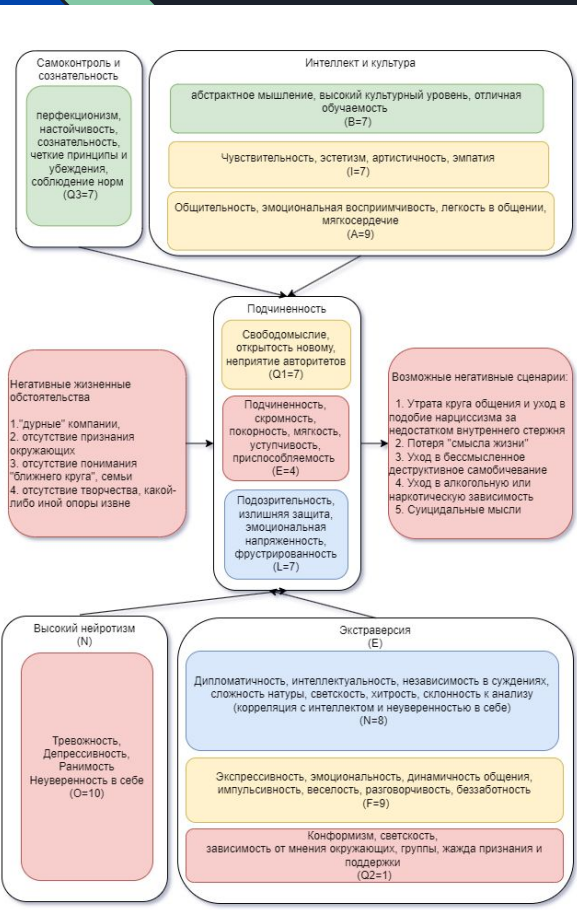 Самоконтроль и
сознательность
перфекционизм,
настойчивость,
сознательность,
четкие принципы и
убеждения,
соблюдение норм
(Q3=7)
Интеллект и культура
абстрактное мышление, высокий культурный уровень, отличная
обучаемость
(B=7)
Чувствительность, эстетизм, артистичность, эмпатия
(I=7)
Общительность, эмоциональная восприимчивость, легкость в общении,
мягкосердечие
(A=9)
Негативные жизненные
обстоятельства
1."дурные" компании,
2. отсутствие признания
окружающих
3. отсутствие понимания
"ближнего круга", семьи
4. отсутствие творчества, какой-
либо иной опоры извне
Подчиненность
Свободомыслие,
открытость новому,
неприятие авторитетов
(Q1=7)
Подчиненность,
скромность,
покорность, мягкость,
уступчивость,
приспособляемость
(E=4)
Подозрительность,
излишняя защита,
эмоциональная
напряженность,
фрустрированность
(L=7)
Возможные негативные сценарии:
1. Утрата круга общения и уход в
подобие нарциссизма за
недостатком внутреннего стержня
2. Потеря "смысла жизни"
3. Уход в бессмысленное
деструктивное самобичевание
4. Уход в алкогольную или
наркотическую зависимость
5. Суицидальные мысли
Высокий нейротизм
(N)
Тревожность,
Депрессивность,
Ранимость
Неуверенность в себе
(O=10)
Экстраверсия
(E)
Дипломатичность, интеллектуальность, независимость в суждениях,
сложность натуры, светскость, хитрость, склонность к анализу
(корреляция с интеллектом и неуверенностью в себе)
(N=8)
Экспрессивность, эмоциональность, динамичность общения,
импульсивность, веселость, разговорчивость, беззаботность
(F=9)
Конформизм, светскость,
зависимость от мнения окружающих, группы, жажда признания и
поддержки
(Q2=1)